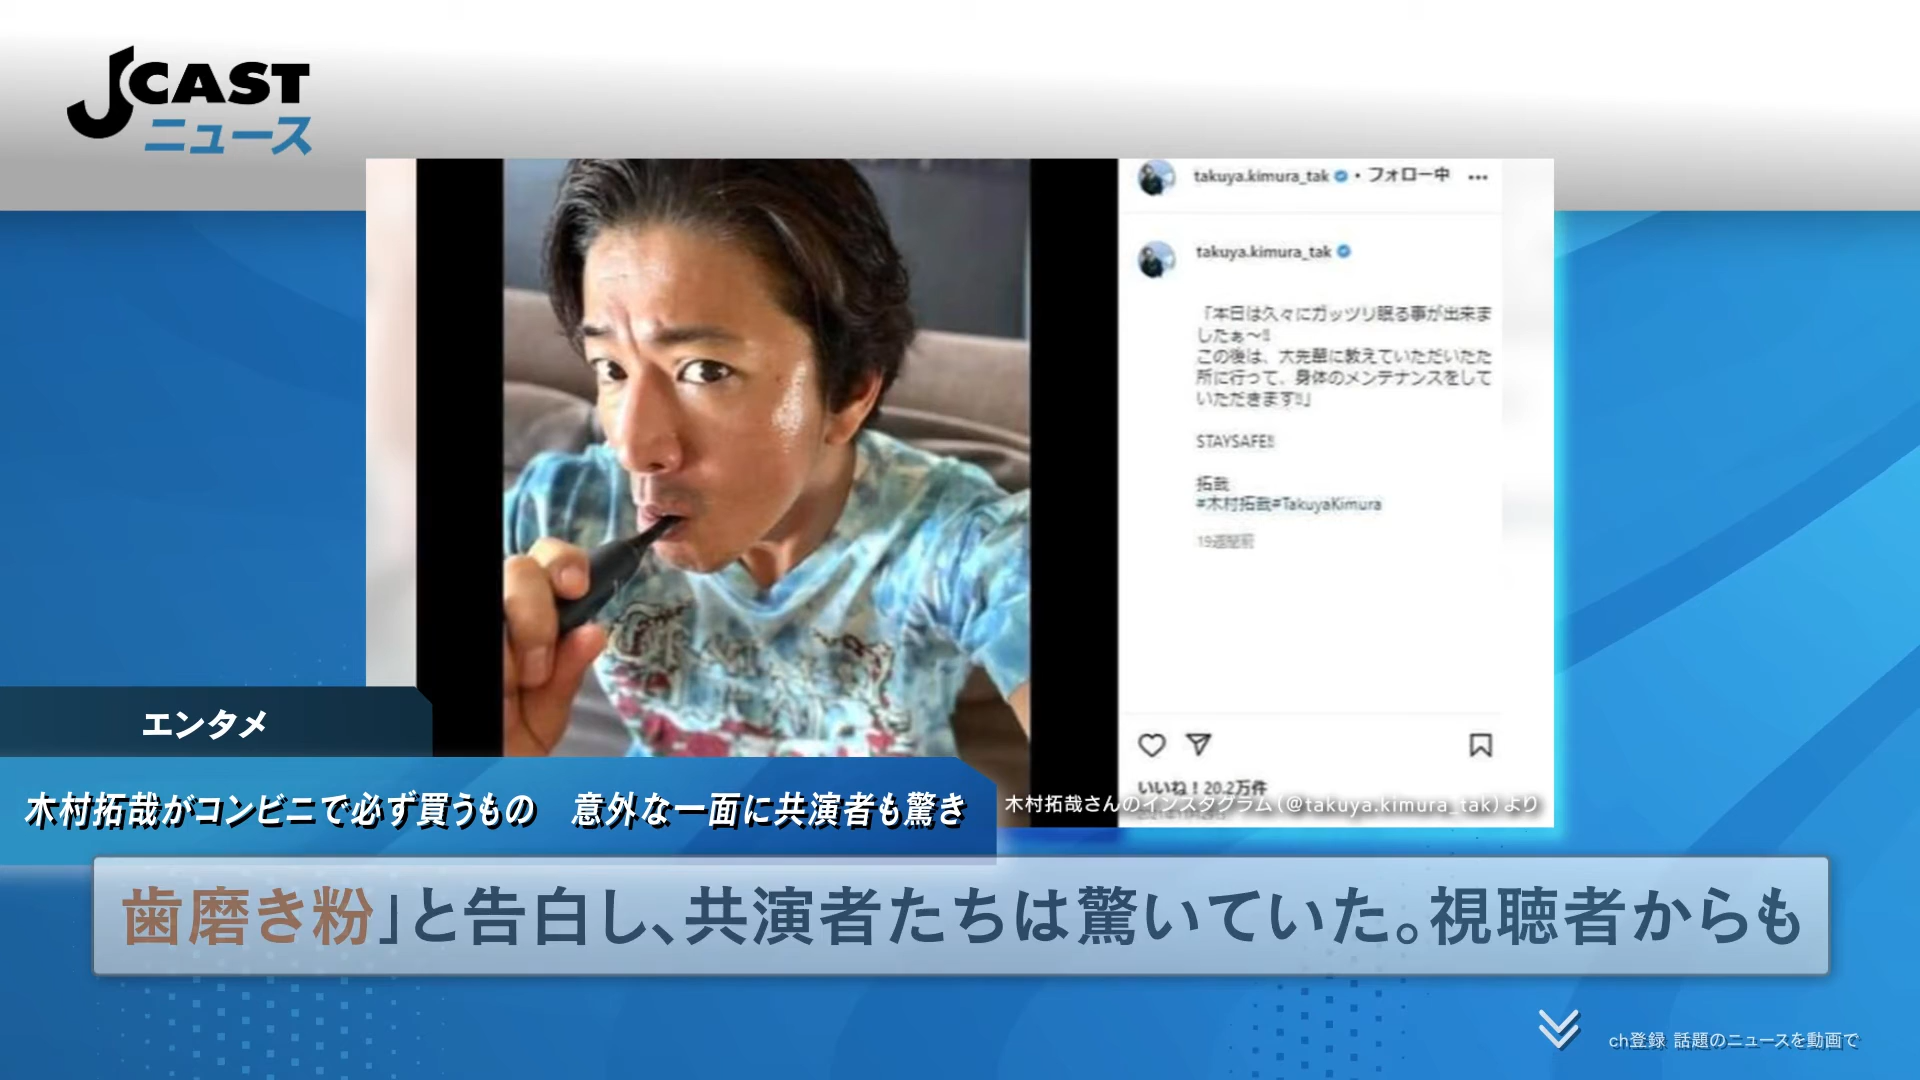 J CAST
ニュース
takuya.kimura_tak • フォロー中 •••
takuya.kimura_tak
「本日は久々にガッツリ眠る事が出来ま
したぁ〜‼
この後は、大先輩に教えていただいたた
所に行って、身体のメンテナンスをして
いただきます‼」
STAYSAFE‼
拓哉
#木村拓哉#TakuyaKimura
19週間前
いいね！20.2万件
木村拓哉さんのインスタグラム（@takuya.kimura_tak）より
エンタメ
木村拓哉がコンビニで必ず買うもの　意外な一面に共演者も驚き
歯磨き粉」と告白し、共演者たちは驚いていた。視聴者からも
ch登録 話題のニュースを動画で